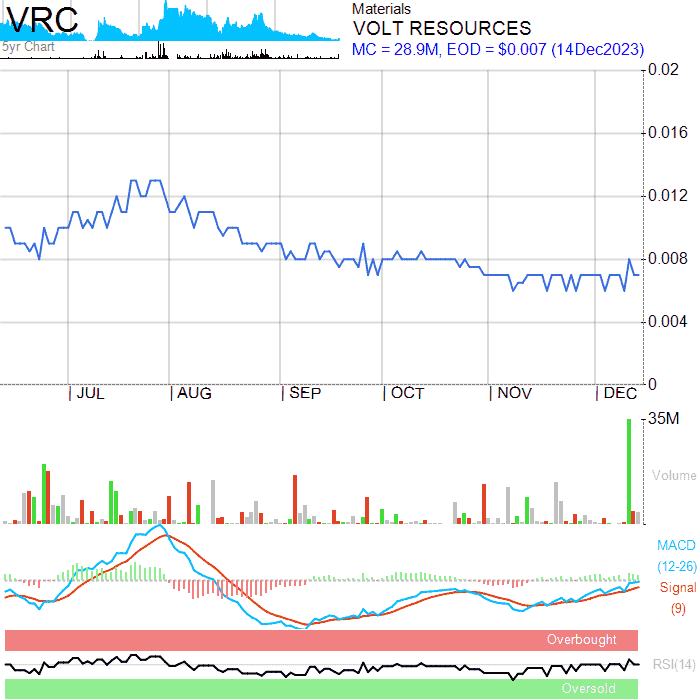 VRC
5yr Chart
Materials
VOLT RESOURCES
MC = 28.9M, EOD = $0.007 (14Dec2023)
0.02
0.016
0.012
0.008
0.004
0
JUL AUG SEP OCT NOV DEC
35M
Volume
MACD
(12-26)
Signal
(9)
Overbought
RSI(14)
Oversold